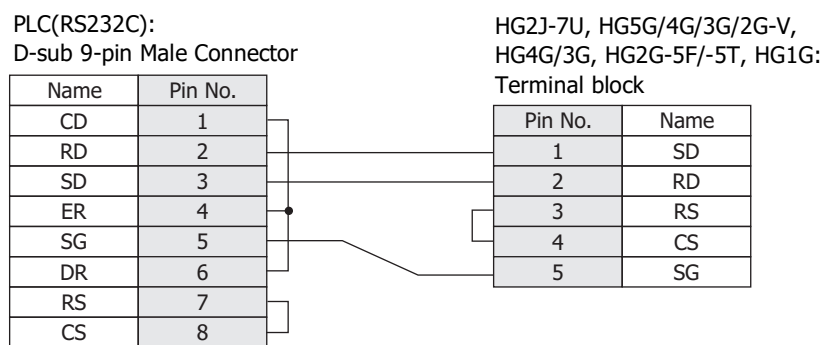 PLC(RS232C):
D-sub 9-pin Male Connector
Name Pin No.
CD 1
RD 2
SD 3
ER 4
SG 5
DR 6
RS 7
CS 8
HG2J-7U, HG5G/4G/3G/2G-V,
HG4G/3G, HG2G-5F/-5T, HG1G:
Terminal block
Pin No. Name
1 SD
2 RD
3 RS
4 CS
5 SG